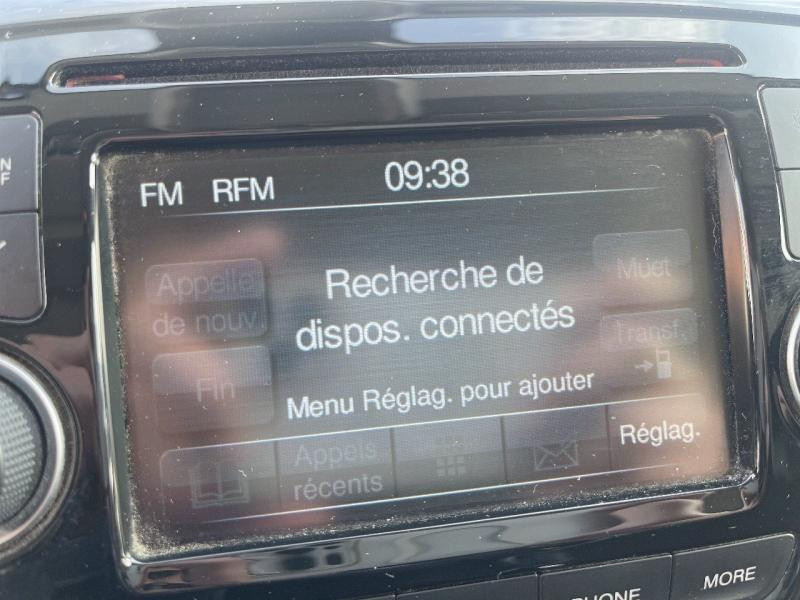 FM RFM 09:38
Appelle
de nouv.
Recherche de
dispos. connectés
Muet
Transf.
Fin
Menu Réglag. pour ajouter
Appels
récents
Réglag.
PHONE
MORE